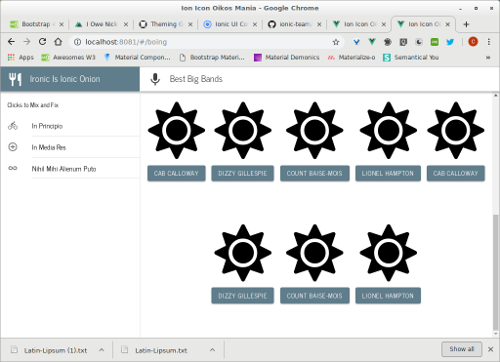 Ion Icon Oikos Mania - Google Chrome
Bootstrap
I Owe Nick
Theming
Ionic UI Co
ionic-team
Ion Icon O
Ion Icon O
localhost:8081/#/boing
Apps
Awesomes W3
Material Compon...
Bootstrap Materi...
Material Demonics
Materialize-o
Semantical You
Ironic Is Ionic Onion
Best Big Bands
Clicks to Mix and Fix
In Principio
In Media Res
Nihil Mihi Alienum Puto
CAB CALLOWAY
DIZZY GILLESPIE
COUNT BAISE-MOIS
LIONEL HAMPTON
CAB CALLOWAY
DIZZY GILLESPIE
COUNT BAISE-MOIS
LIONEL HAMPTON
Latin-Lipsum (1).txt
Latin-Lipsum.txt
Show all